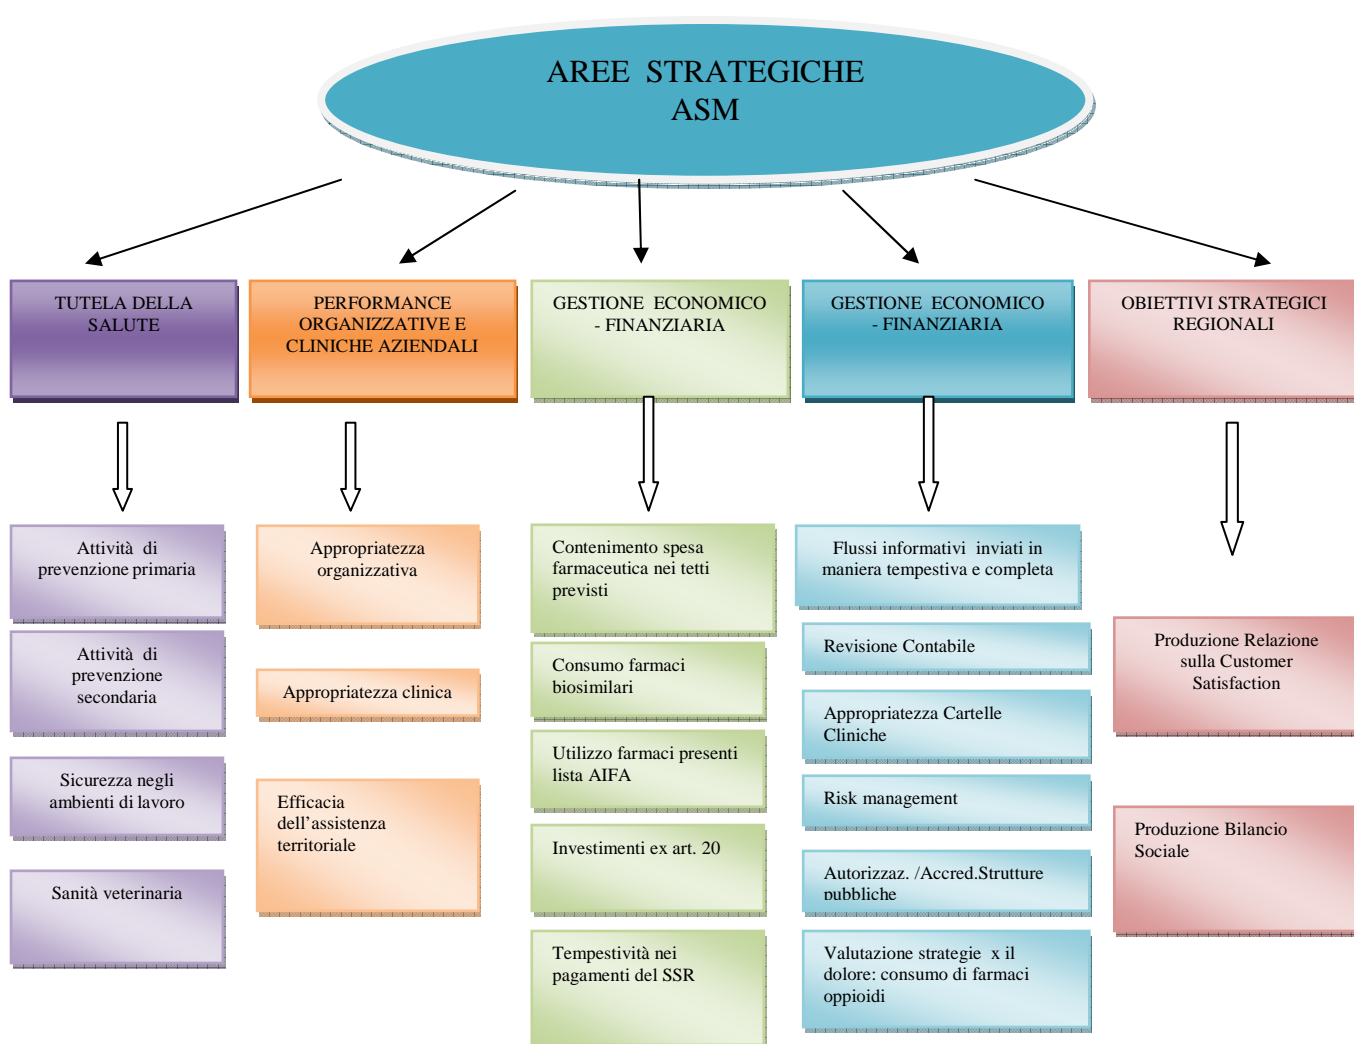 AREE STRATEGICHE
ASM
TUTELA DELLA
SALUTE
PERFORMANCE
ORGANIZZATIVE E
CLINICHE AZIENDALI
GESTIONE ECONOMICO
- FINANZIARIA
GESTIONE ECONOMICO
- FINANZIARIA
OBIETTIVI STRATEGICI
REGIONALI
Attività di
prevenzione primaria
Attività di
prevenzione
secondaria
Sicurezza negli
ambienti di lavoro
Sanità veterinaria
Appropriatezza
organizzativa
Appropriatezza clinica
Efficacia
dell'assistenza
territoriale
Contenimento spesa
farmaceutica nei tetti
previsti
Consumo farmaci
biosimilari
Utilizzo farmaci presenti
lista AIFA
Investimenti ex art. 20
Tempestività nei
pagamenti del SSR
Flussi informativi inviati in
maniera tempestiva e completa
Revisione Contabile
Appropriatezza Cartelle
Cliniche
Risk management
Autorizzaz. /Accred.Strutture
pubbliche
Valutazione strategie x il
dolore: consumo di farmaci
oppioidi
Produzione Relazione
sulla Customer
Satisfaction
Produzione Bilancio
Sociale